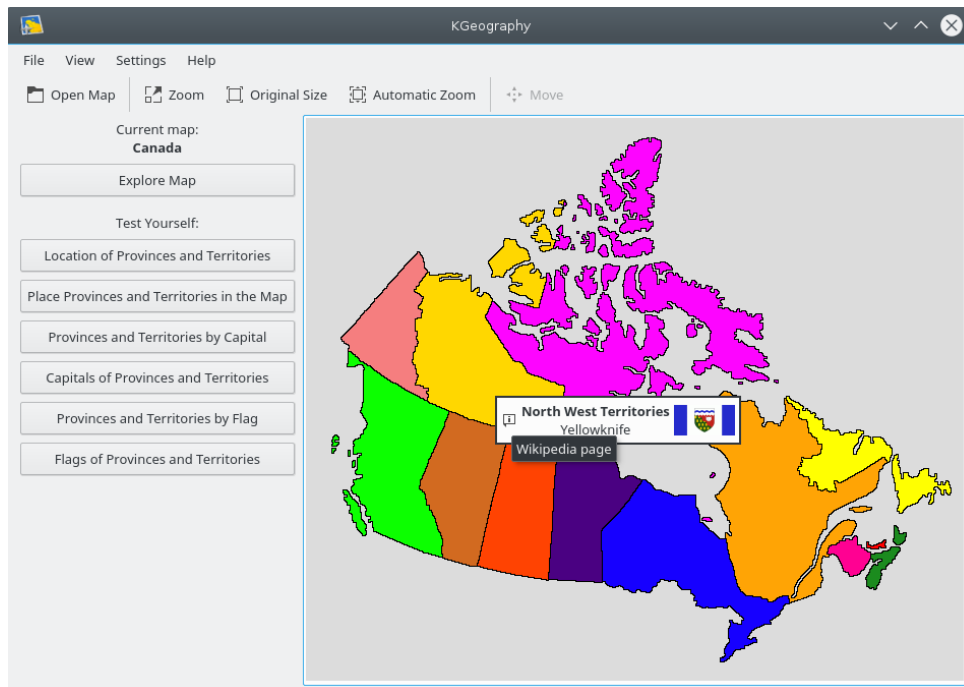 KGeography
File View Settings Help
Open Map Zoom Original Size Automatic Zoom Move
Current map:
Canada
Explore Map
Test Yourself:
Location of Provinces and Territories
Place Provinces and Territories in the Map
Provinces and Territories by Capital
Capitals of Provinces and Territories
Provinces and Territories by Flag
Flags of Provinces and Territories
North West Territories
Yellowknife
Wikipedia page